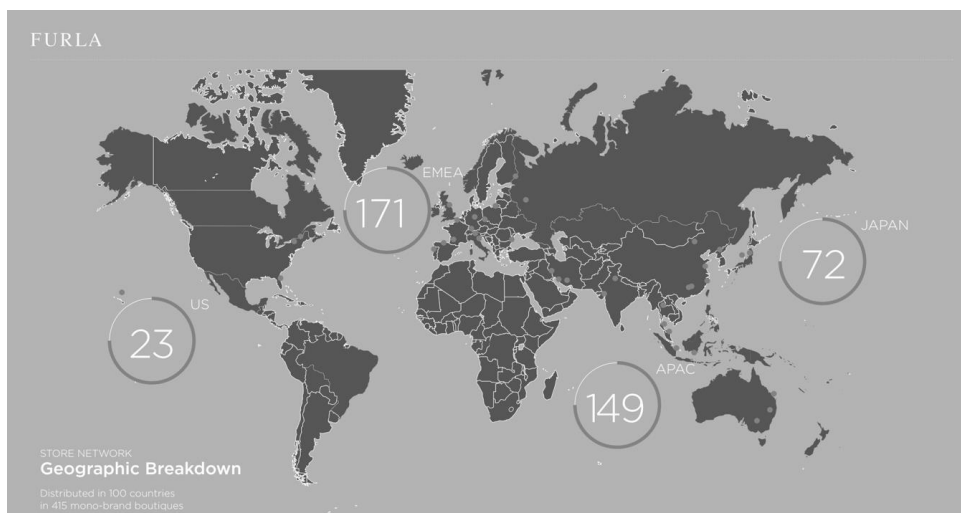 FURLA
EMEA
171
JAPAN
72
US
23
APAC
149
STORE NETWORK
Geographic Breakdown
Distributed in 100 countries
in 415 mono-brand boutiques